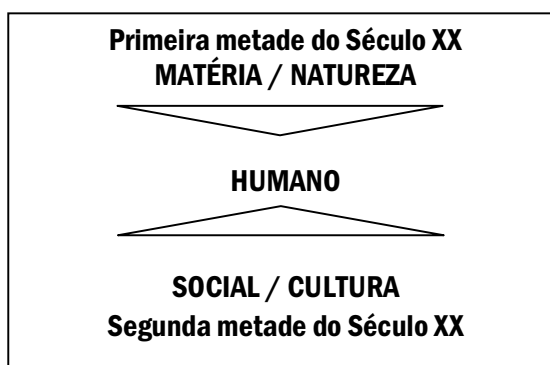 Primeira metade do Século XX
MATÉRIA / NATUREZA
HUMANO
SOCIAL / CULTURA
Segunda metade do Século XX